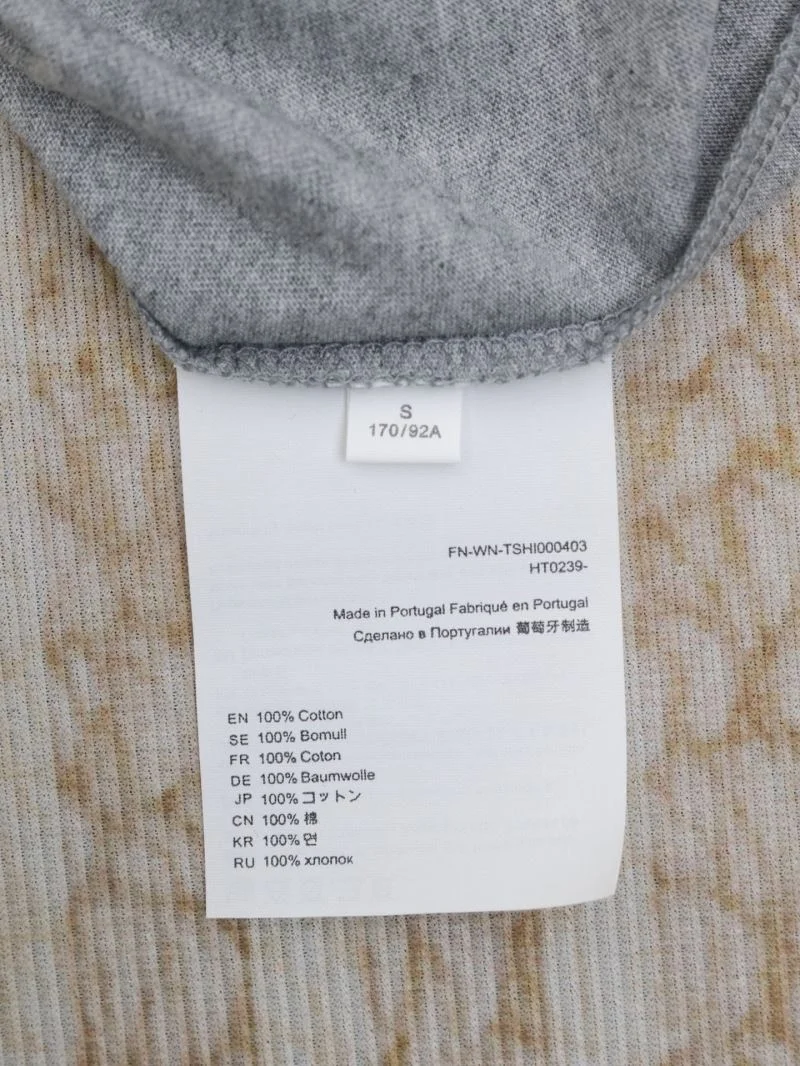 S
170/92A
FN-WN-TSHI000403
HT0239-
Made in Portugal Fabriqué en Portugal
Сделано в Португалии 葡萄牙制造
EN 100% Cotton
SE 100% Bomull
FR 100% Coton
DE 100% Baumwolle
JP 100% コットン
CN 100% 棉
KR 100% 면
RU 100% хлопок